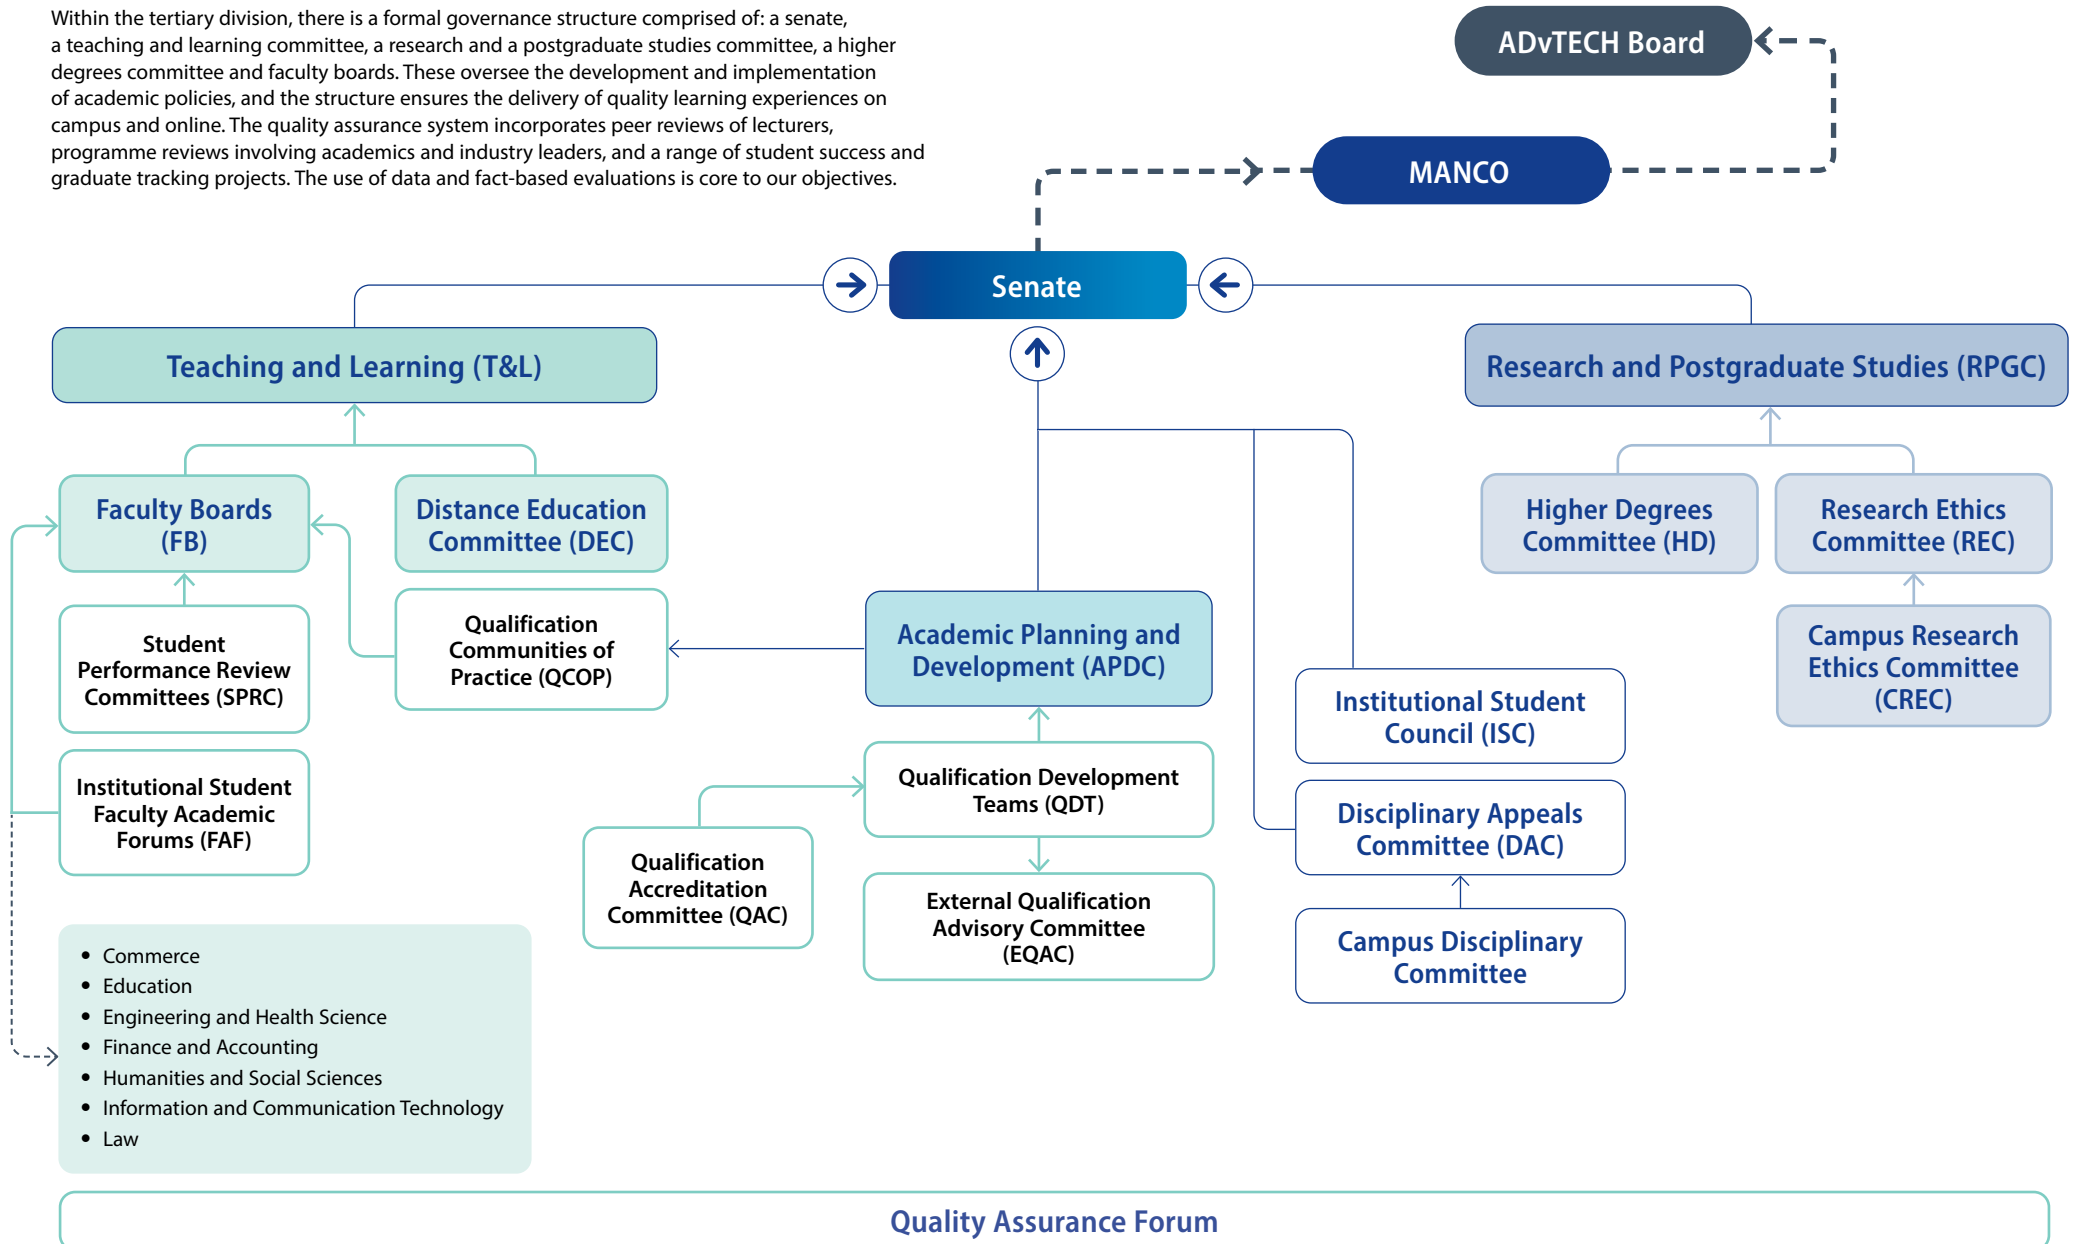 Within the tertiary division, there is a formal governance structure comprised of: a senate,
a teaching and learning committee, a research and a postgraduate studies committee, a higher
degrees committee and faculty boards. These oversee the development and implementation
of academic policies, and the structure ensures the delivery of quality learning experiences on
campus and online. The quality assurance system incorporates peer reviews of lecturers,
programme reviews involving academics and industry leaders, and a range of student success and
graduate tracking projects. The use of data and fact-based evaluations is core to our objectives.
ADvTECH Board
MANCO
Senate
Teaching and Learning (T&L)
Research and Postgraduate Studies (RPGC)
Faculty Boards
(FB)
Distance Education
Committee (DEC)
Higher Degrees
Committee (HD)
Research Ethics
Committee (REC)
Student
Performance Review
Committees (SPRC)
Qualification
Communities of
Practice (QCOP)
Academic Planning and
Development (APDC)
Campus Research
Ethics Committee
(CREC)
Institutional Student
Council (ISC)
Institutional Student
Faculty Academic
Forums (FAF)
Qualification Development
Teams (QDT)
Disciplinary Appeals
Committee (DAC)
Qualification
Accreditation
Committee (QAC)
External Qualification
Advisory Committee
(EQAC)
Campus Disciplinary
Committee
• Commerce
• Education
• Engineering and Health Science
• Finance and Accounting
• Humanities and Social Sciences
• Information and Communication Technology
• Law
Quality Assurance Forum